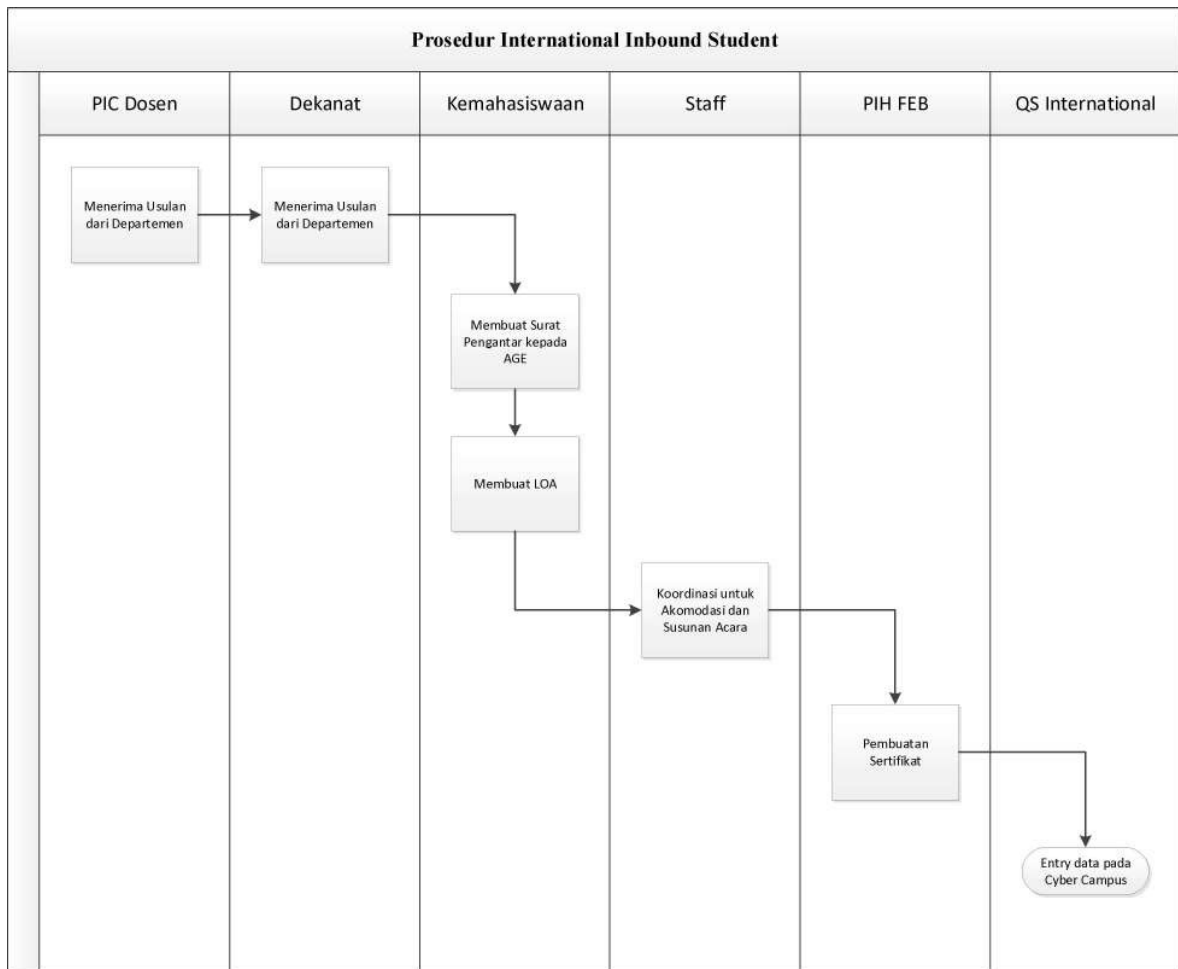 Prosedur International Inbound Student
PIC Dosen
Dekanat
Kemahasiswaan
Staff
PIH FEB
QS International
Menerima Usulan
dari Departemen
Menerima Usulan
dari Departemen
Membuat Surat
Pengantar kepada
AGE
Membuat LOA
Koordinasi untuk
Akomodasi dan
Susunan Acara
Pembuatan
Sertifikat
Entry data pada
Cyber Campus